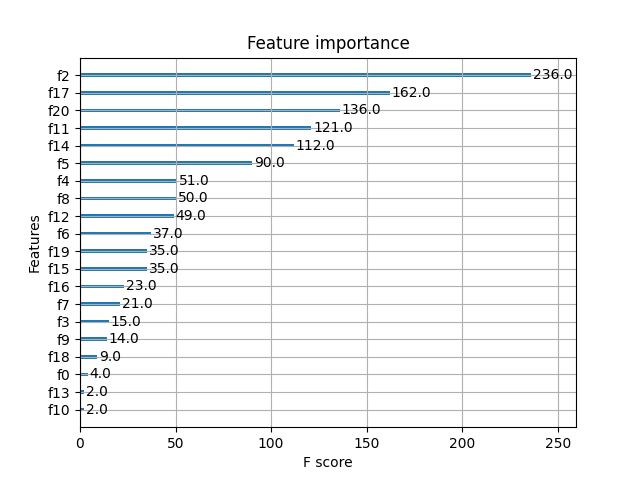 Feature importance
Features
f2 236.0
f17 162.0
f20 136.0
f11 121.0
f14 112.0
f5 90.0
f4 51.0
f8 50.0
f12 49.0
f6 37.0
f19 35.0
f15 35.0
f16 23.0
f7 21.0
f3 15.0
f9 14.0
f18 9.0
f0 4.0
f13 2.0
f10 2.0
0 50 100 150 200 250
F score